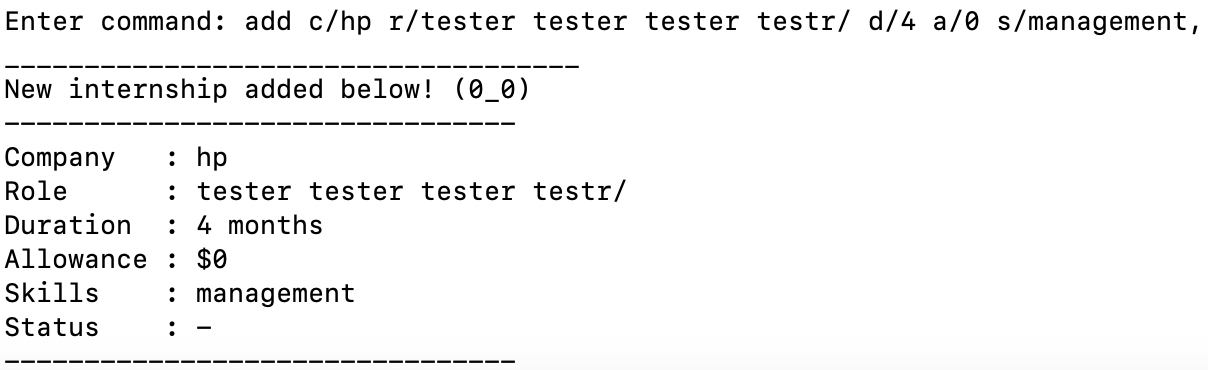 Enter command: add c/hp r/tester tester tester testr/ d/4 a/0 s/management,
____________________________________
New internship added below! (0_0)
--------------------------------
Company   : hp
Role      : tester tester tester testr/
Duration  : 4 months
Allowance : $0
Skills    : management
Status    : -
--------------------------------